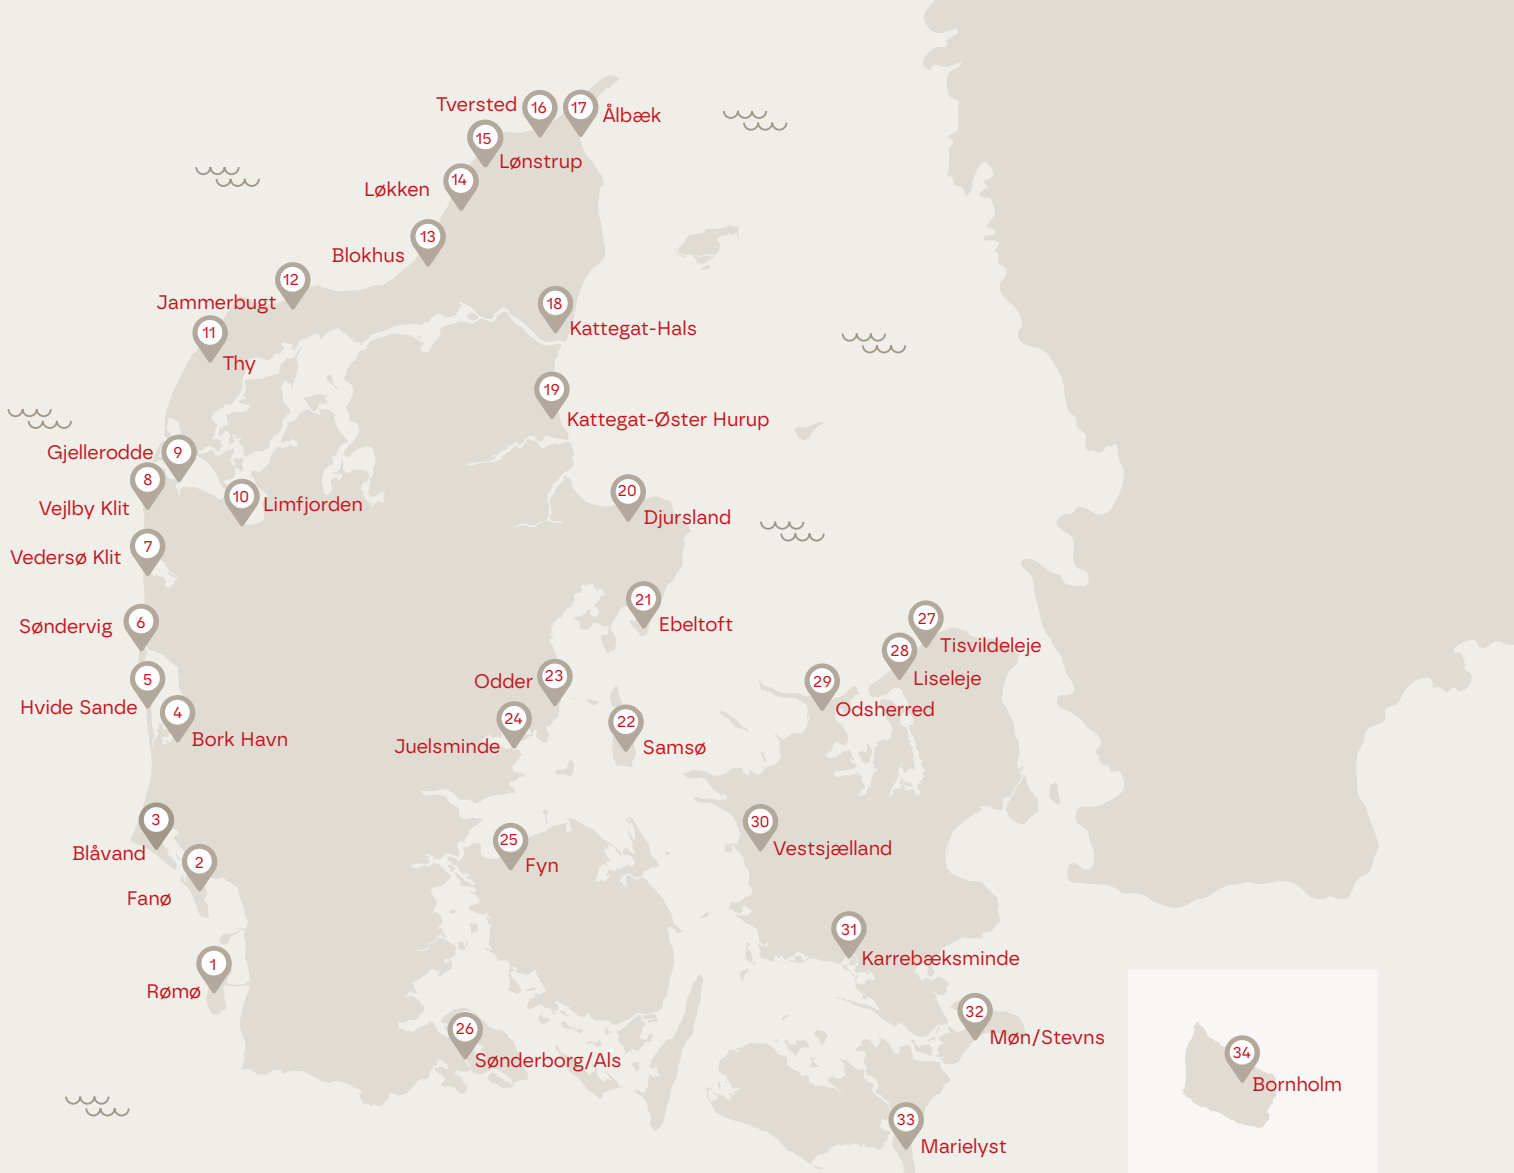 16
17
Tversted
Ålbæk
15
Lønstrup
14
Løkken
13
Blokhus
12
Jammerbugt
18
Kattegat-Hals
11
Thy
19
Kattegat-Øster Hurup
9
Gjellerodde
8
Vejlby Klit
10
Limfjorden
20
Djursland
7
Vedersø Klit
21
Ebeltoft
6
Søndervig
27
Tisvildeleje
28
Liseleje
5
Hvide Sande
23
Odder
29
Odsherred
4
Bork Havn
24
Juelsminde
22
Samsø
3
Blåvand
30
Vestsjælland
25
Fyn
2
Fanø
31
Karrebæksminde
1
Rømø
32
Møn/Stevns
26
Sønderborg/Als
34
Bornholm
33
Marielyst